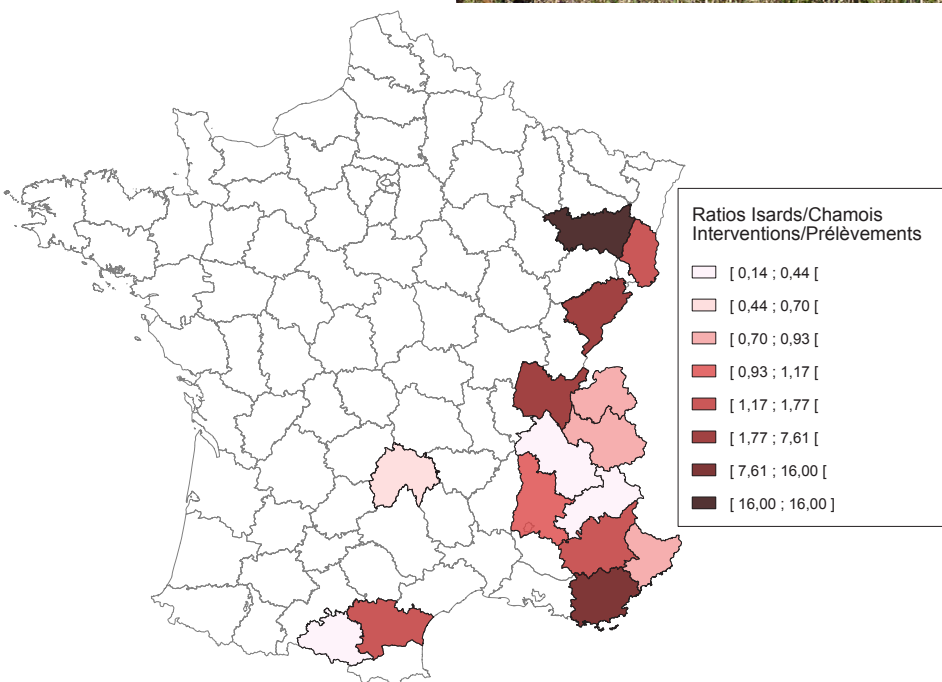 Ratios Isards/Chamois
Interventions/Prélèvements
[ 0,14 ; 0,44 [
[ 0,44 ; 0,70 [
[ 0,70 ; 0,93 [
[ 0,93 ; 1,17 [
[ 1,17 ; 1,77 [
[ 1,77 ; 7,61 [
[ 7,61 ; 16,00 [
[ 16,00 ; 16,00 ]